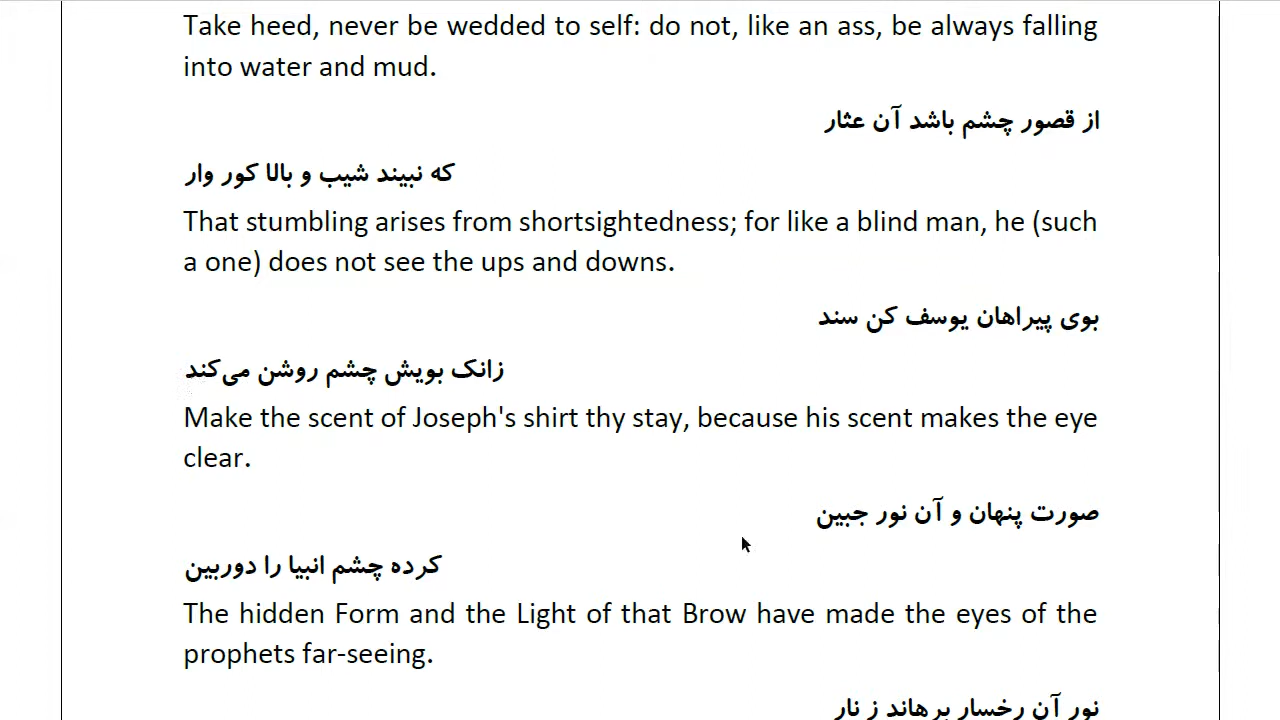 Take heed, never be wedded to self: do not, like an ass, be always falling
into water and mud.
از قصور چشم باشد آن عثار
که نبیند شیب و بالا کور وار
That stumbling arises from shortsightedness; for like a blind man, he (such
a one) does not see the ups and downs.
بوی پیراهان یوسف کن سند
زانک بویش چشم روشن می‌کند
Make the scent of Joseph's shirt thy stay, because his scent makes the eye
clear.
صورت پنهان و آن نور جبین
کرده چشم انبیا را دوربین
The hidden Form and the Light of that Brow have made the eyes of the
prophets far-seeing.
نور آن رخسار برهاند ز نار